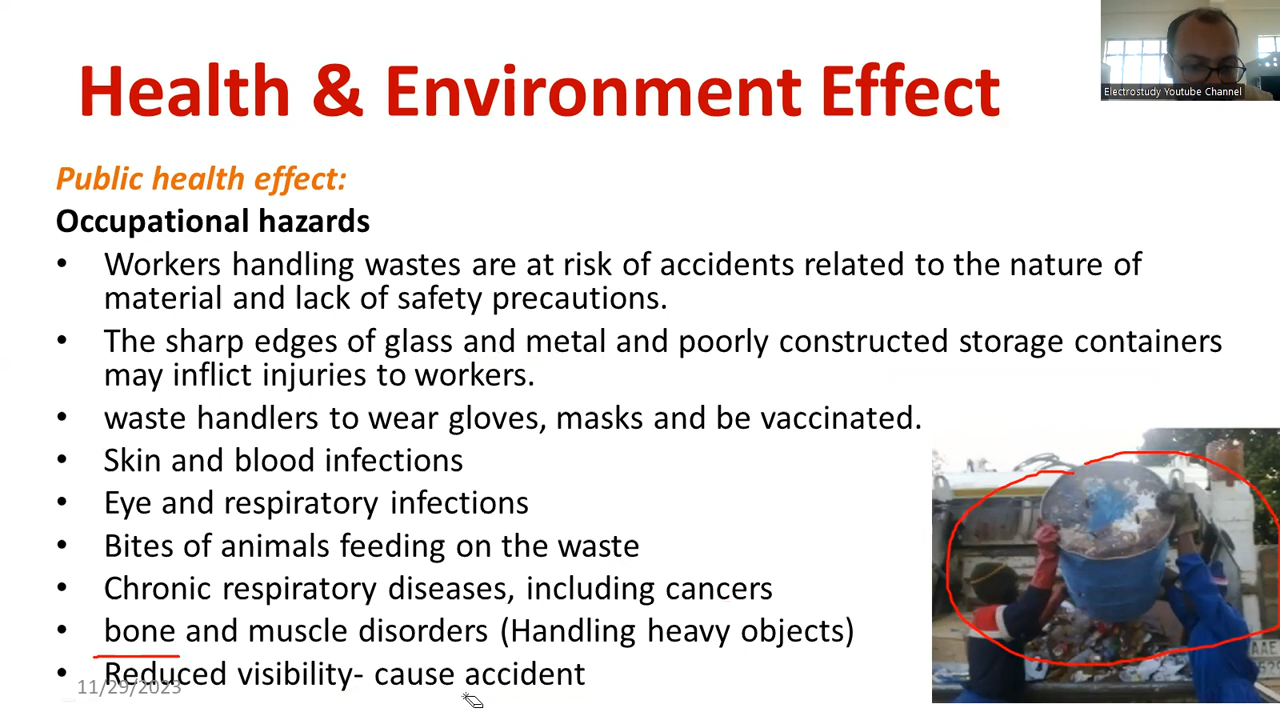 Health & Environment Effect
Electrostudy Youtube Channel
Public health effect:
Occupational hazards
• Workers handling wastes are at risk of accidents related to the nature of
material and lack of safety precautions.
• The sharp edges of glass and metal and poorly constructed storage containers
may inflict injuries to workers.
• waste handlers to wear gloves, masks and be vaccinated.
• Skin and blood infections
• Eye and respiratory infections
• Bites of animals feeding on the waste
• Chronic respiratory diseases, including cancers
• bone and muscle disorders (Handling heavy objects)
• Reduced visibility- cause accident
11/29/2023
AAE